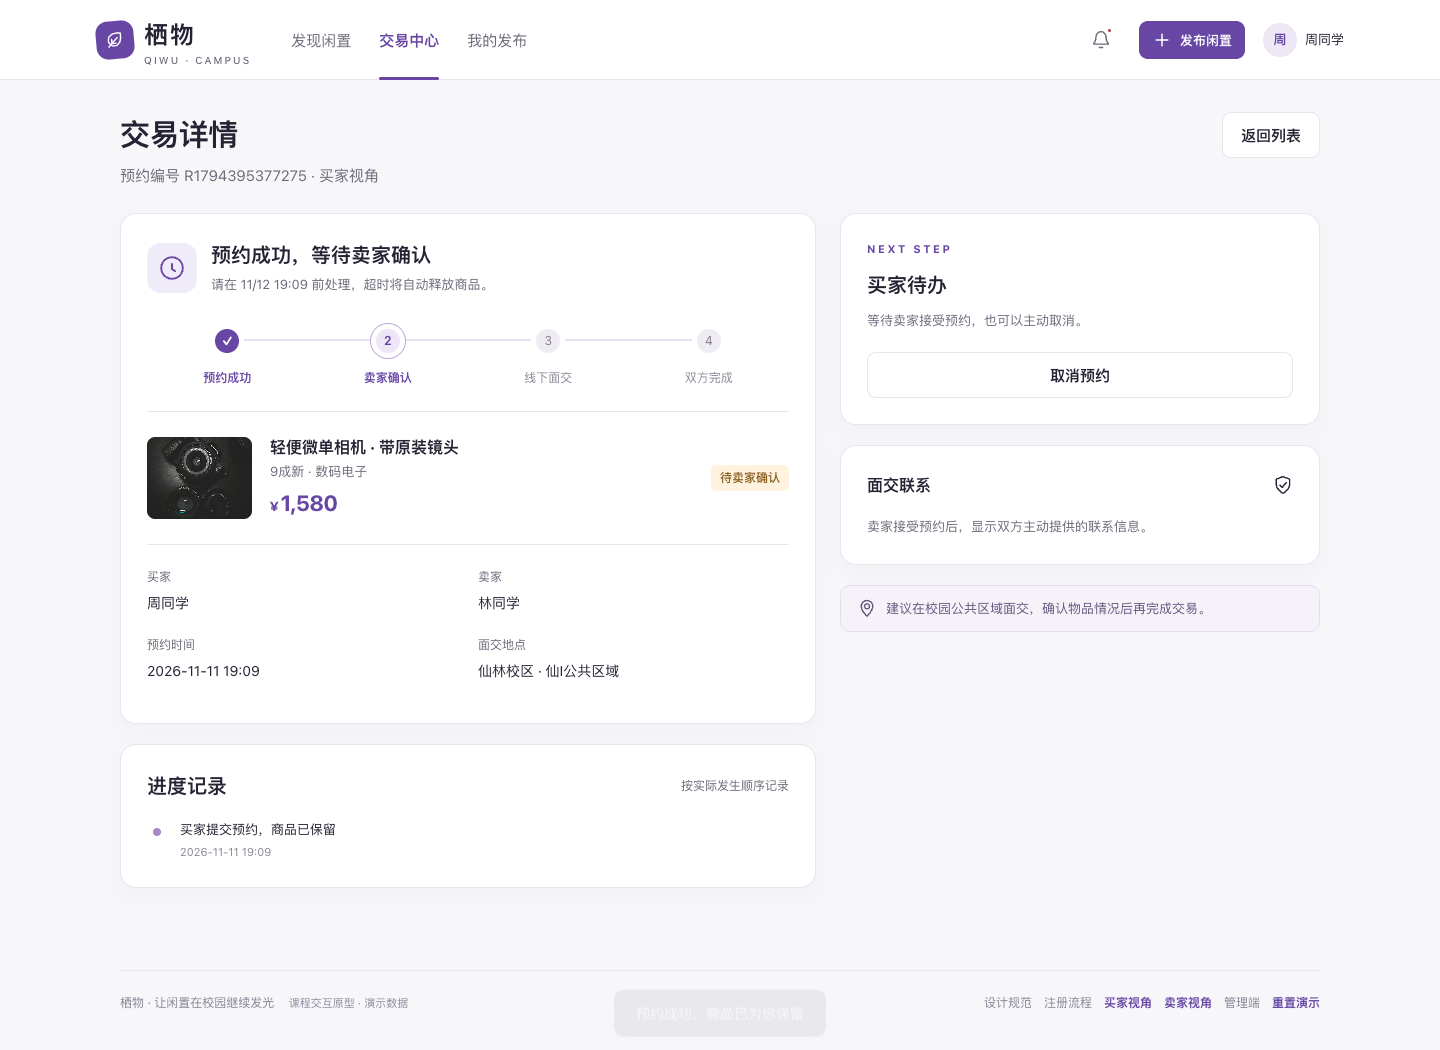 栖物
QIWU · CAMPUS
发现闲置
交易中心
我的发布
发布闲置
周
周同学
交易详情
返回列表
预约编号 R1794395377275 · 买家视角
预约成功，等待卖家确认
请在 11/12 19:09 前处理，超时将自动释放商品。
2
3
4
预约成功
卖家确认
线下面交
双方完成
轻便微单相机 · 带原装镜头
9成新 · 数码电子
¥1,580
待卖家确认
买家
周同学
卖家
林同学
预约时间
2026-11-11 19:09
面交地点
仙林校区 · 仙I公共区域
进度记录
按实际发生顺序记录
买家提交预约，商品已保留
2026-11-11 19:09
NEXT STEP
买家待办
等待卖家接受预约，也可以主动取消。
取消预约
面交联系
卖家接受预约后，显示双方主动提供的联系信息。
建议在校园公共区域面交，确认物品情况后再完成交易。
栖物 · 让闲置在校园继续发光
课程交互原型 · 演示数据
预约成功，商品已为你保留
设计规范
注册流程
买家视角
卖家视角
管理端
重置演示